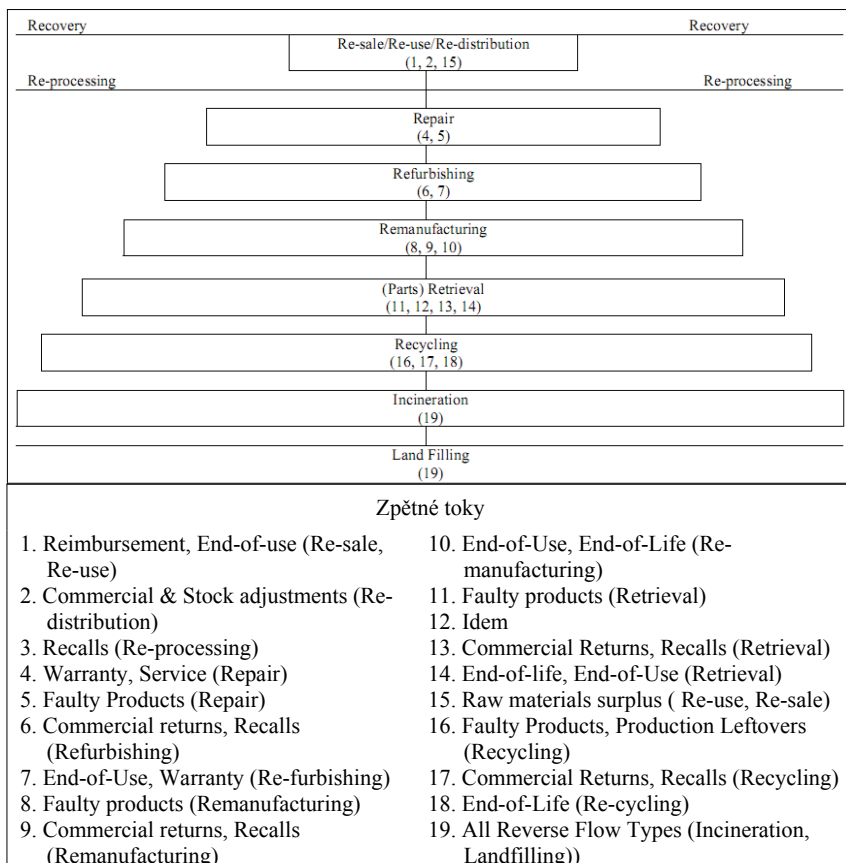 Recovery Recovery
Re-sale/Re-use/Re-distribution
(1, 2, 15)
Re-processing Re-processing
Repair
(4, 5)
Refurbishing
(6, 7)
Remanufacturing
(8, 9, 10)
(Parts) Retrieval
(11, 12, 13, 14)
Recycling
(16, 17, 18)
Incineration
(19)
Land Filling
(19)
Zpětné toky
1. Reimbursement, End-of-use (Re-sale,
Re-use)
2. Commercial & Stock adjustments (Re-
distribution)
3. Recalls (Re-processing)
4. Warranty, Service (Repair)
5. Faulty Products (Repair)
6. Commercial returns, Recalls
(Refurbishing)
7. End-of-Use, Warranty (Re-furbishing)
8. Faulty products (Remanufacturing)
9. Commercial returns, Recalls
(Remanufacturing)
10. End-of-Use, End-of-Life (Re-
manufacturing)
11. Faulty products (Retrieval)
12. Idem
13. Commercial Returns, Recalls (Retrieval)
14. End-of-life, End-of-Use (Retrieval)
15. Raw materials surplus ( Re-use, Re-sale)
16. Faulty Products, Production Leftovers
(Recycling)
17. Commercial Returns, Recalls (Recycling)
18. End-of-Life (Re-cycling)
19. All Reverse Flow Types (Incineration,
Landfilling))